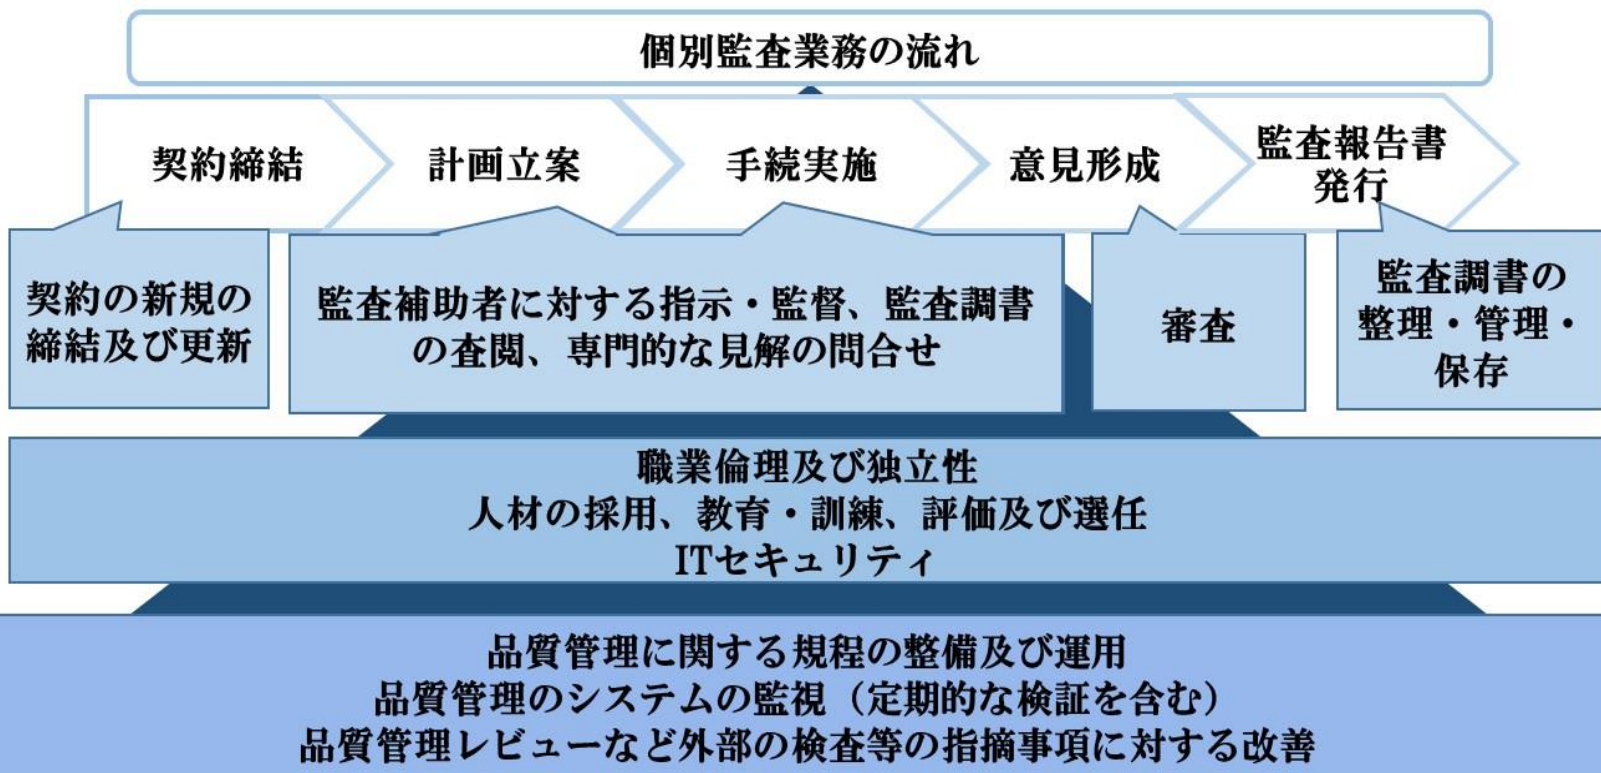 個別監査業務の流れ
契約締結
計画立案
手続実施
意見形成
監査報告書
発行
契約の新規の
締結及び更新
監査補助者に対する指示・監督、監査調書
の査閲、専門的な見解の問合せ
審査
監査調書の
整理・管理・
保存
職業倫理及び独立性
人材の採用、教育・訓練、評価及び選任
ITセキュリティ
品質管理に関する規程の整備及び運用
品質管理のシステムの監視（定期的な検証を含む）
品質管理レビューなど外部の検査等の指摘事項に対する改善